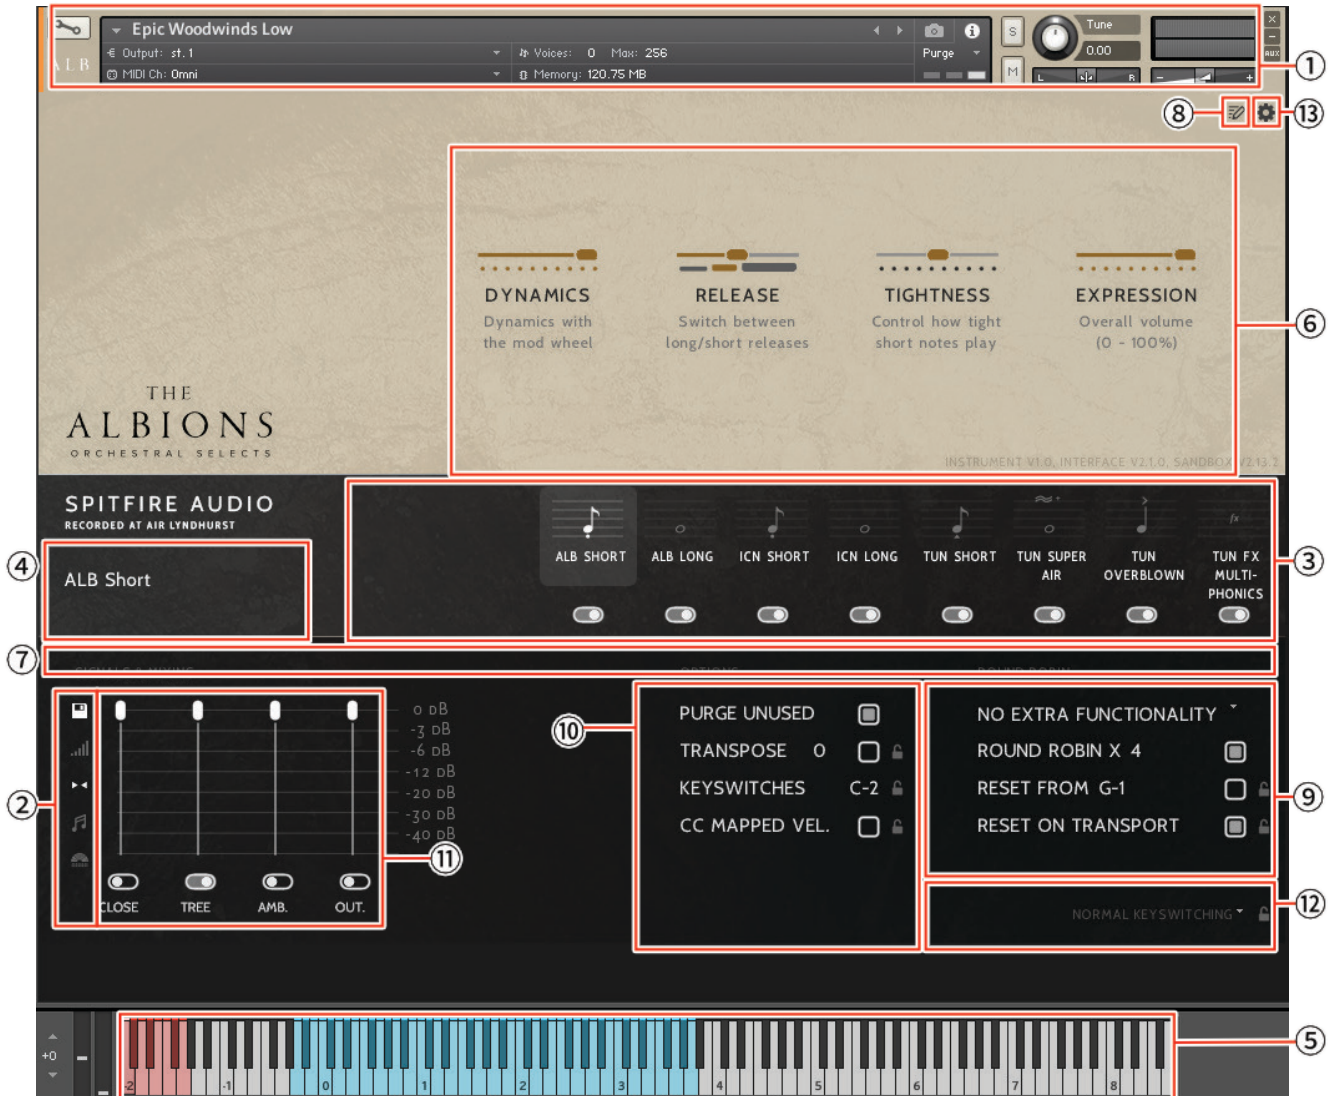 Epic Woodwinds Low
Output: st.1
Voices: 0 Max: 256
Purge
MIDI Ch: Omni
Memory: 120.75 MB
ALB
S
M
Tune
0.00
L
R
-
+
x
-
AUX
①
⑧
⑬
DYNAMICS
Dynamics with
the mod wheel
RELEASE
Switch between
long/short releases
TIGHTNESS
Control how tight
short notes play
EXPRESSION
Overall volume
(0 - 100%)
⑥
THE
ALBIONS
ORCHESTRAL SELECTS
INSTRUMENT V1.0, INTERFACE V2.1.0, SANDBOX V2.13.2
SPITFIRE AUDIO
RECORDED AT AIR LYNDHURST
④
ALB Short
ALB SHORT
ALB LONG
ICN SHORT
ICN LONG
TUN SHORT
TUN SUPER
AIR
TUN
OVERBLOWN
fx
TUN FX
MULTI-
PHONICS
③
⑦
SIGNALS & MIXING
OPTIONS
ROUND ROBIN
②
0 dB
-3 dB
-6 dB
-12 dB
-20 dB
-30 dB
-40 dB
⑪
CLOSE
TREE
AMB.
OUT.
⑩
PURGE UNUSED
TRANSPOSE 0
KEYSWITCHES C-2
CC MAPPED VEL.
NO EXTRA FUNCTIONALITY
ROUND ROBIN X 4
RESET FROM G-1
RESET ON TRANSPORT
⑨
NORMAL KEYSWITCHING
⑫
+0
-2 -1 0 1 2 3 4 5 6 7 8
⑤